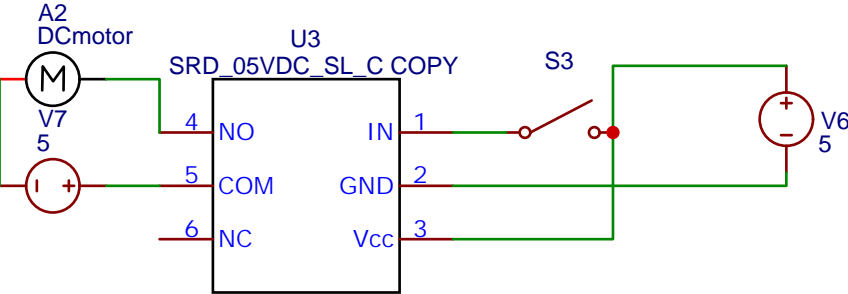 A2
DCmotor
M
V7
5
U3
SRD_05VDC_SL_C COPY
4 NO
5 COM
6 NC
IN 1
GND 2
Vcc 3
S3
V6
5